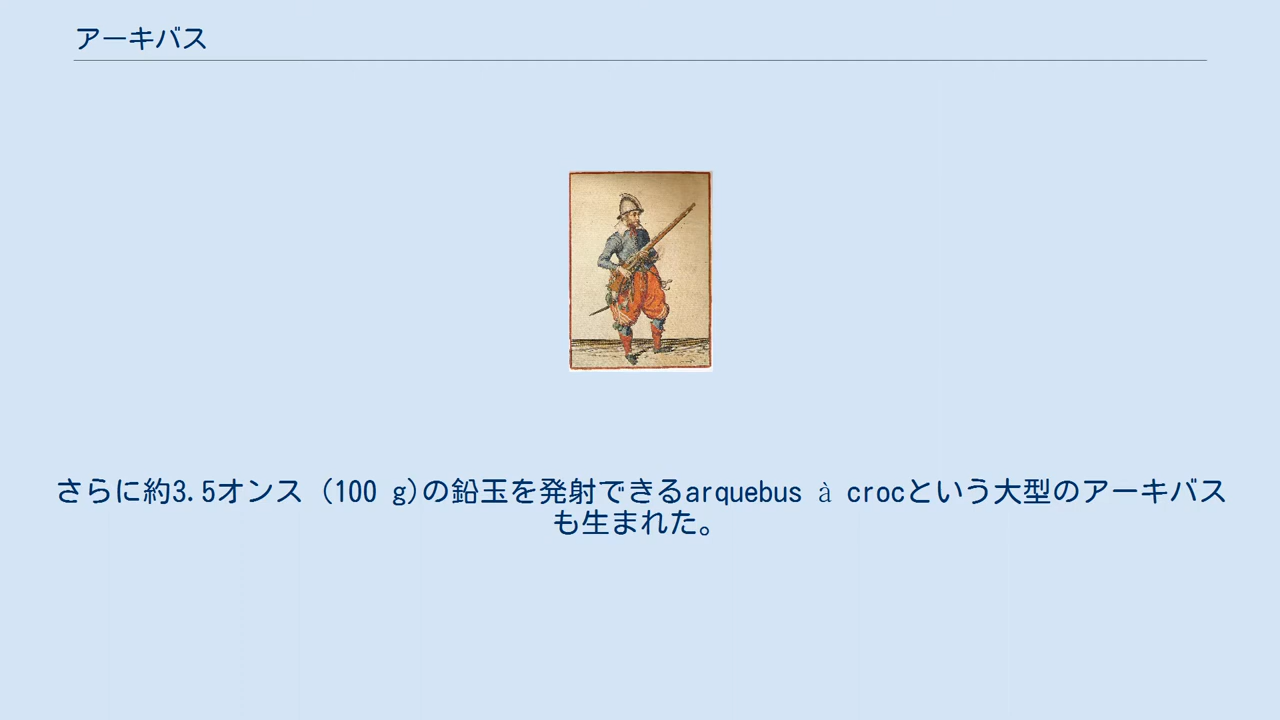 アーキバス
さらに約3.5オンス (100 g)の鉛玉を発射できるarquebus à crocという大型のアーキバス
も生まれた。